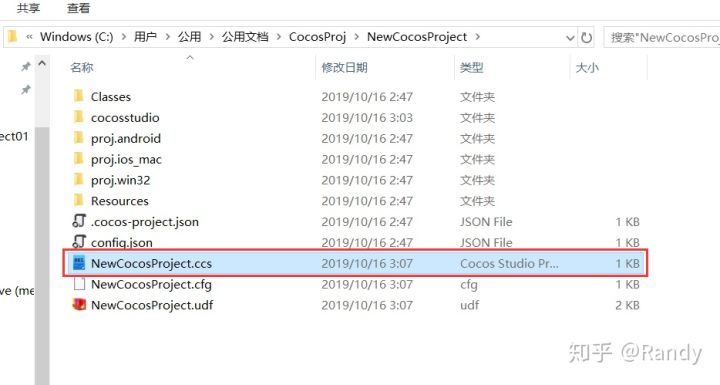 共享 查看
Windows (C:) > 用户 > 公用 > 公用文档 > CocosProj > NewCocosProject > 搜索"NewCocosProj
名称 修改日期 类型 大小
Classes 2019/10/16 2:47 文件夹
cocosstudio 2019/10/16 3:03 文件夹
ect01 proj.android 2019/10/16 2:47 文件夹
proj.ios_mac 2019/10/16 2:47 文件夹
proj.win32 2019/10/16 2:47 文件夹
Resources 2019/10/16 2:47 文件夹
.cocos-project.json 2019/10/16 2:47 JSON File 1 KB
config.json 2019/10/16 2:47 JSON File 1 KB
NewCocosProject.ccs 2019/10/16 3:07 Cocos Studio Pr... 1 KB
ve (me NewCocosProject.cfg 2019/10/16 3:07 cfg 1 KB
NewCocosProject.udf 2019/10/16 3:07 udf 2 KB
知乎 @Randy